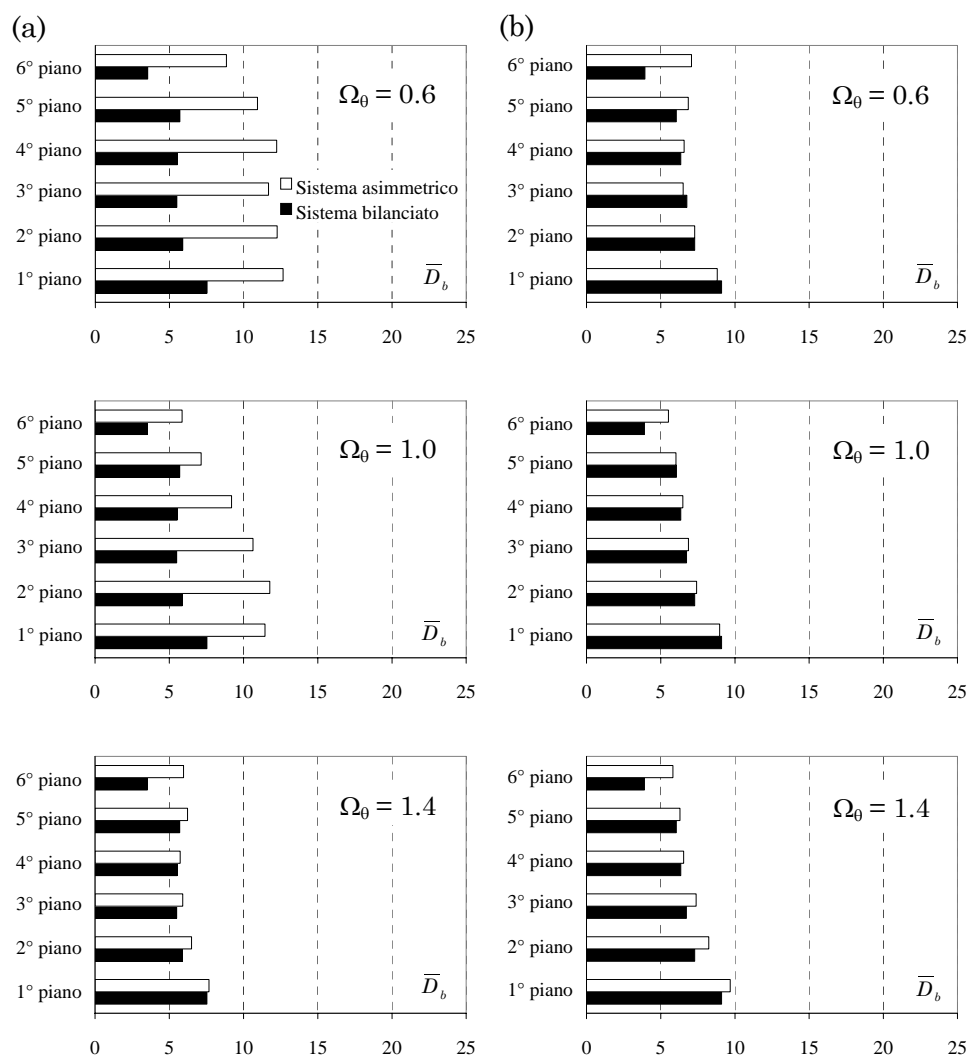 (a)
6° piano
5° piano
4° piano
3° piano
2° piano
1° piano
Ω_θ = 0.6
Sistema asimmetrico
Sistema bilanciato
D̅_b
0 5 10 15 20 25
6° piano
5° piano
4° piano
3° piano
2° piano
1° piano
Ω_θ = 1.0
D̅_b
0 5 10 15 20 25
6° piano
5° piano
4° piano
3° piano
2° piano
1° piano
Ω_θ = 1.4
D̅_b
0 5 10 15 20 25
(b)
6° piano
5° piano
4° piano
3° piano
2° piano
1° piano
Ω_θ = 0.6
D̅_b
0 5 10 15 20 25
6° piano
5° piano
4° piano
3° piano
2° piano
1° piano
Ω_θ = 1.0
D̅_b
0 5 10 15 20 25
6° piano
5° piano
4° piano
3° piano
2° piano
1° piano
Ω_θ = 1.4
D̅_b
0 5 10 15 20 25